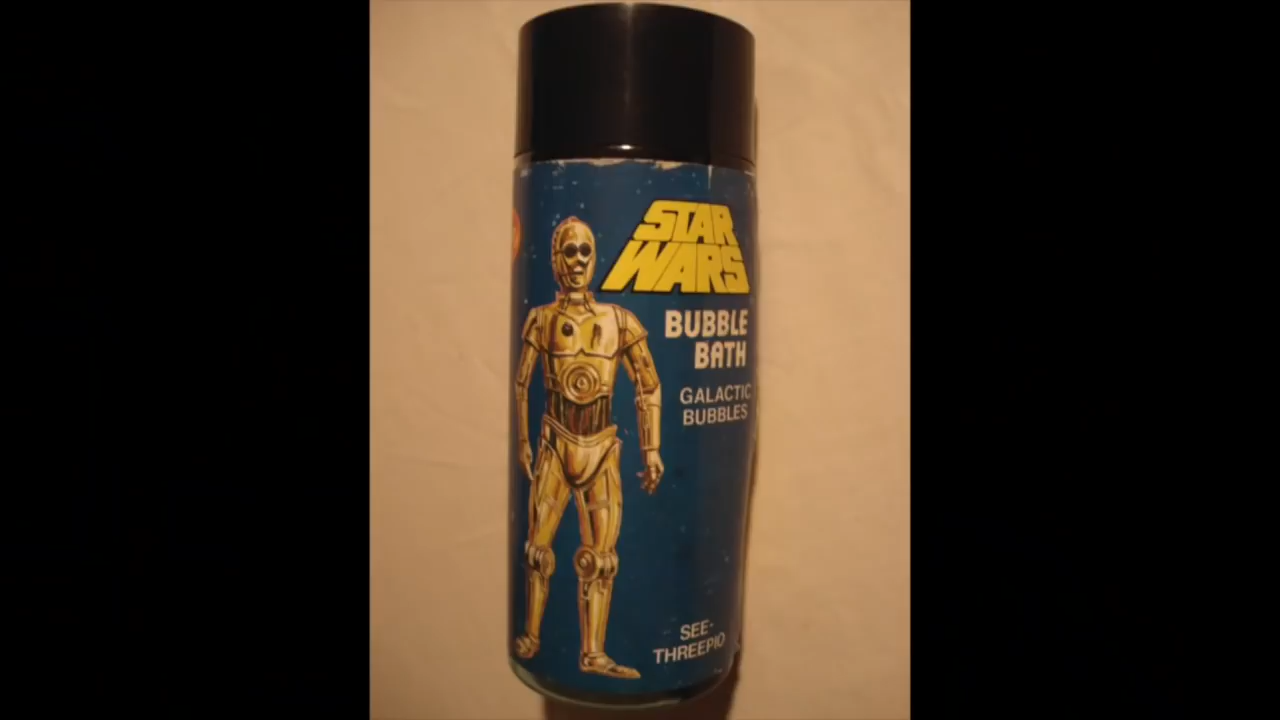 STAR
WARS
BUBBLE
BATH
GALACTIC
BUBBLES
SEE-
THREEPIO